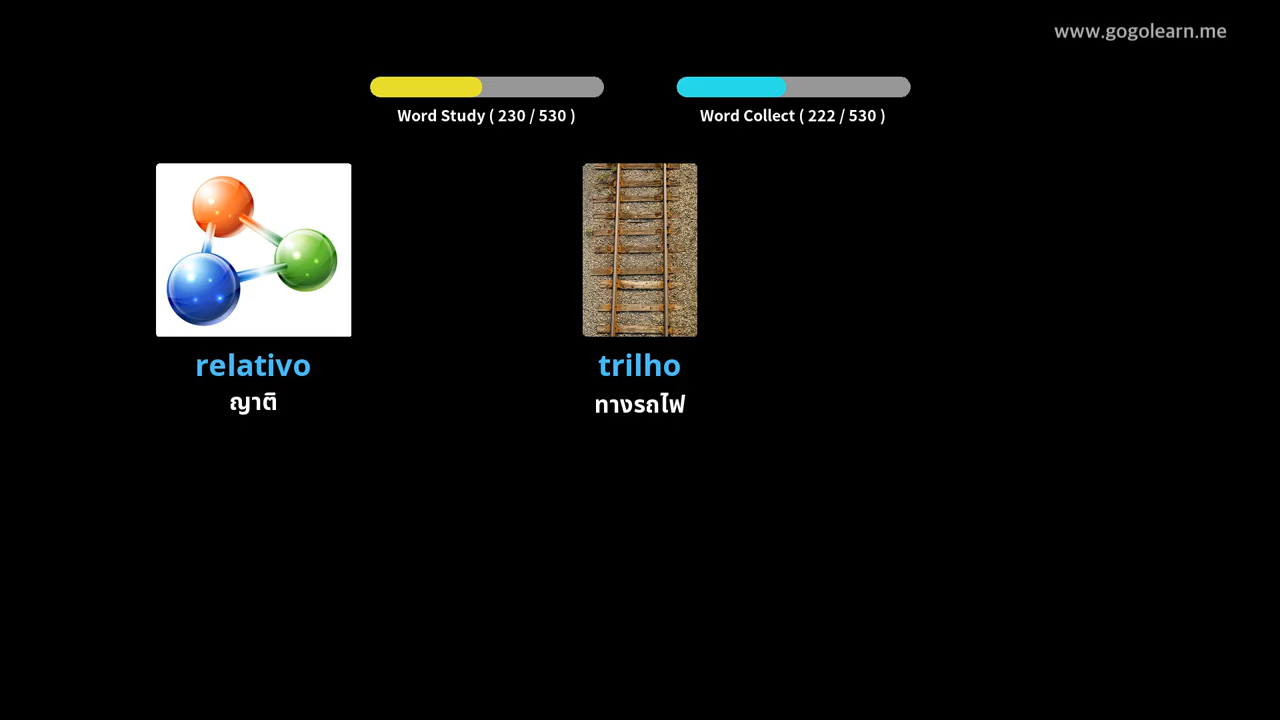 www.gogolearn.me
Word Study ( 230 / 530 )
Word Collect ( 222 / 530 )
relativo
ญาติ
trilho
ทางรถไฟ